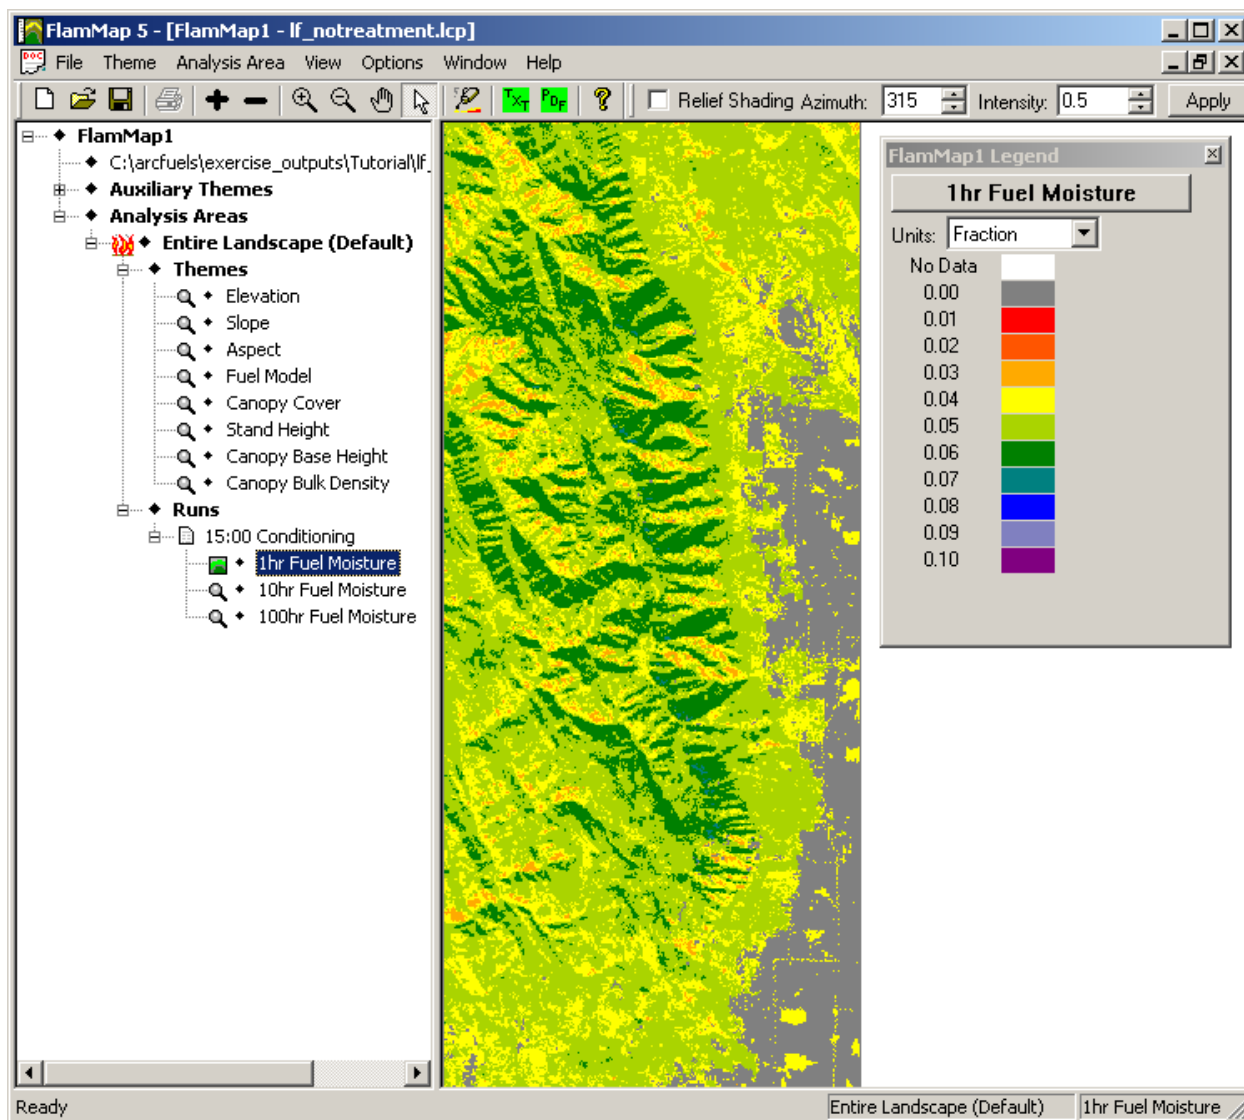 FlamMap 5 - [FlamMap1 - lf_notreatment.lcp]
File Theme Analysis Area View Options Window Help
Relief Shading Azimuth: 315 Intensity: 0.5 Apply
FlamMap1
C:\arcfuels\exercise_outputs\Tutorial\lf_
Auxiliary Themes
Analysis Areas
Entire Landscape (Default)
Themes
Elevation
Slope
Aspect
Fuel Model
Canopy Cover
Stand Height
Canopy Base Height
Canopy Bulk Density
Runs
15:00 Conditioning
1hr Fuel Moisture
10hr Fuel Moisture
100hr Fuel Moisture
FlamMap1 Legend
1hr Fuel Moisture
Units: Fraction
No Data
0.00
0.01
0.02
0.03
0.04
0.05
0.06
0.07
0.08
0.09
0.10
Ready
Entire Landscape (Default)
1hr Fuel Moisture